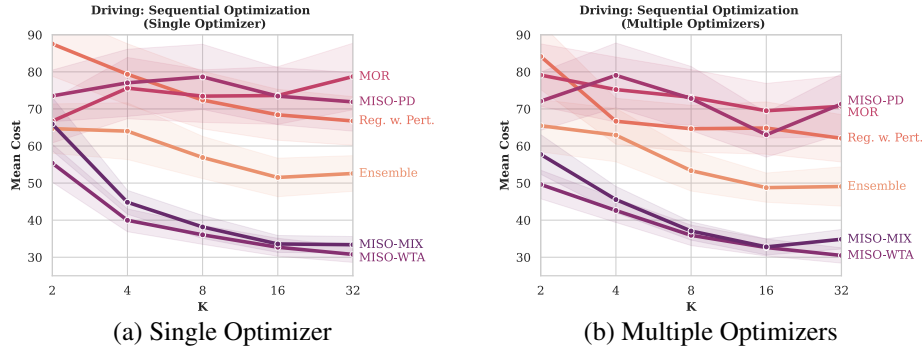 Driving: Sequential Optimization
(Single Optimizer)
90
80
70
60
50
40
30
Mean Cost
2
4
8
16
32
K
MOR
MISO-PD
Reg. w. Pert.
Ensemble
MISO-MIX
MISO-WTA
(a) Single Optimizer
Driving: Sequential Optimization
(Multiple Optimizers)
90
80
70
60
50
40
30
Mean Cost
2
4
8
16
32
K
MISO-PD
MOR
Reg. w. Pert.
Ensemble
MISO-MIX
MISO-WTA
(b) Multiple Optimizers